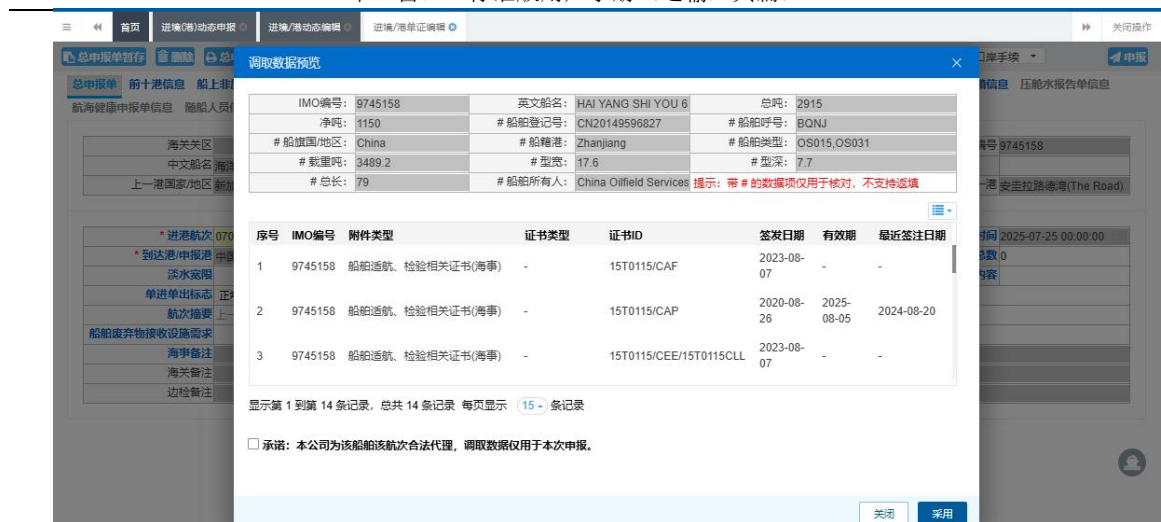 首页 进境(港)动态申报 进境/港动态编辑 进境/港单证编辑 关闭操作
总申报单暂存 删除 岸手续 申报
总申报单 前十港信息 船上非 信息 压舱水报告单信息
航海健康申报单信息 随船人员信
调取数据预览
IMO编号: 9745158 英文船名: HAI YANG SHI YOU 6 总吨: 2915
净吨: 1150 #船舶登记号: CN20149596827 #船舶呼号: BQNJ
#船旗国/地区: China #船籍港: Zhanjiang #船舶类型: OS015,OS031
#载重吨: 3489.2 #型宽: 17.6 #型深: 7.7
#总长: 79 #船舶所有人: China Oilfield Services 提示: 带#的数据项仅用于核对，不支持返填
海关关区 编号 9745158
中文船名 海洋
上一港国家/地区 新加 港 安圭拉路德湾(The Road)
* 进港航次 070 时间 2025-07-25 00:00:00
* 到达港/申报港 中国 总数 0
淡水宽限 内容
单进单出标志
航次摘要 上一
船舶废弃物接收设施需求
海事备注
海关备注
边检备注
序号 IMO编号 附件类型 证书类型 证书ID 签发日期 有效期 最近签注日期
1 9745158 船舶适航、检验相关证书(海事) - 15T0115/CAF 2023-08-07 - -
2 9745158 船舶适航、检验相关证书(海事) - 15T0115/CAP 2020-08-26 2025-08-05 2024-08-20
3 9745158 船舶适航、检验相关证书(海事) - 15T0115/CEE/15T0115CLL 2023-08-07 - -
显示第 1 到第 14 条记录，总共 14 条记录 每页显示 15 条记录
承诺: 本公司为该船舶该航次合法代理，调取数据仅用于本次申报。
关闭 采用